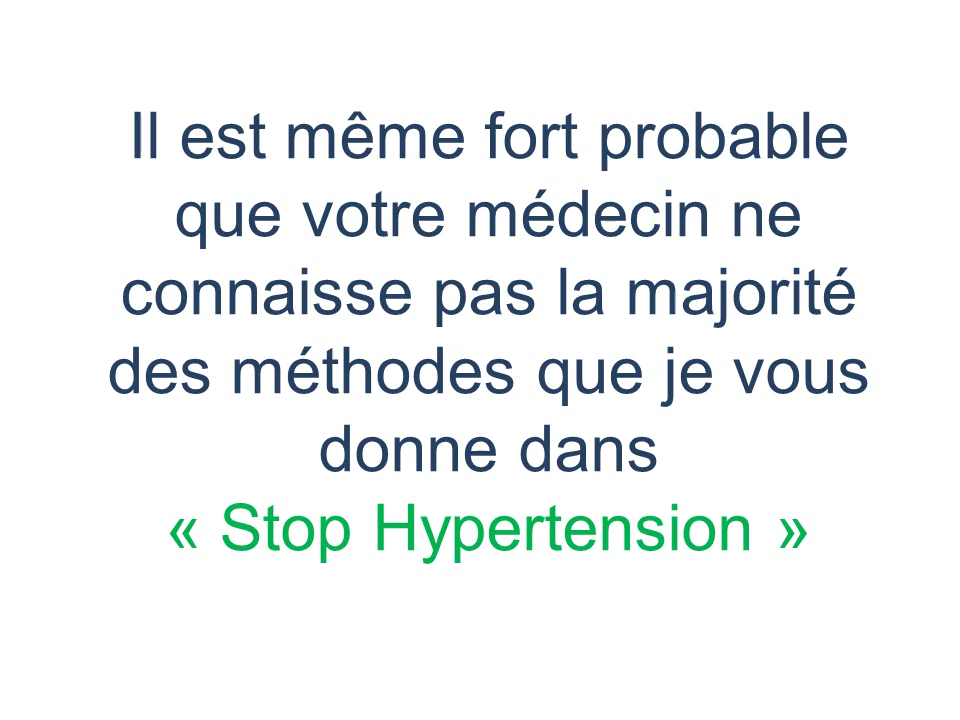 Il est même fort probable
que votre médecin ne
connaisse pas la majorité
des méthodes que je vous
donne dans
« Stop Hypertension »